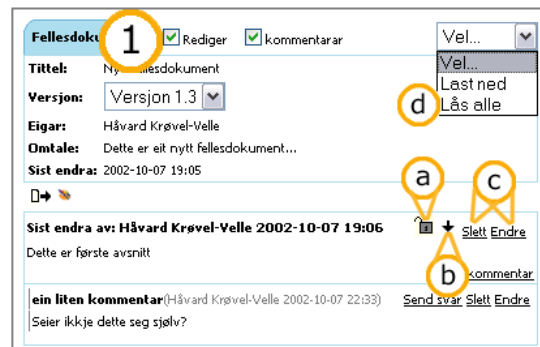 Fellesdoku 1 Rediger kommentarar Vel...
Vel...
Last ned
d Lås alle
Tittel: Ny fellesdokument
Versjon: Versjon 1.3
Eigar: Håvard Krøvel-Velle
Omtale: Dette er eit nytt fellesdokument...
Sist endra: 2002-10-07 19:05
a c
Sist endra av: Håvard Krøvel-Velle 2002-10-07 19:06 Slett Endre
Dette er første avsnitt
b kommentar
ein liten kommentar(Håvard Krøvel-Velle 2002-10-07 22:33) Send svar Slett Endre
Seier ikkje dette seg sjølv?